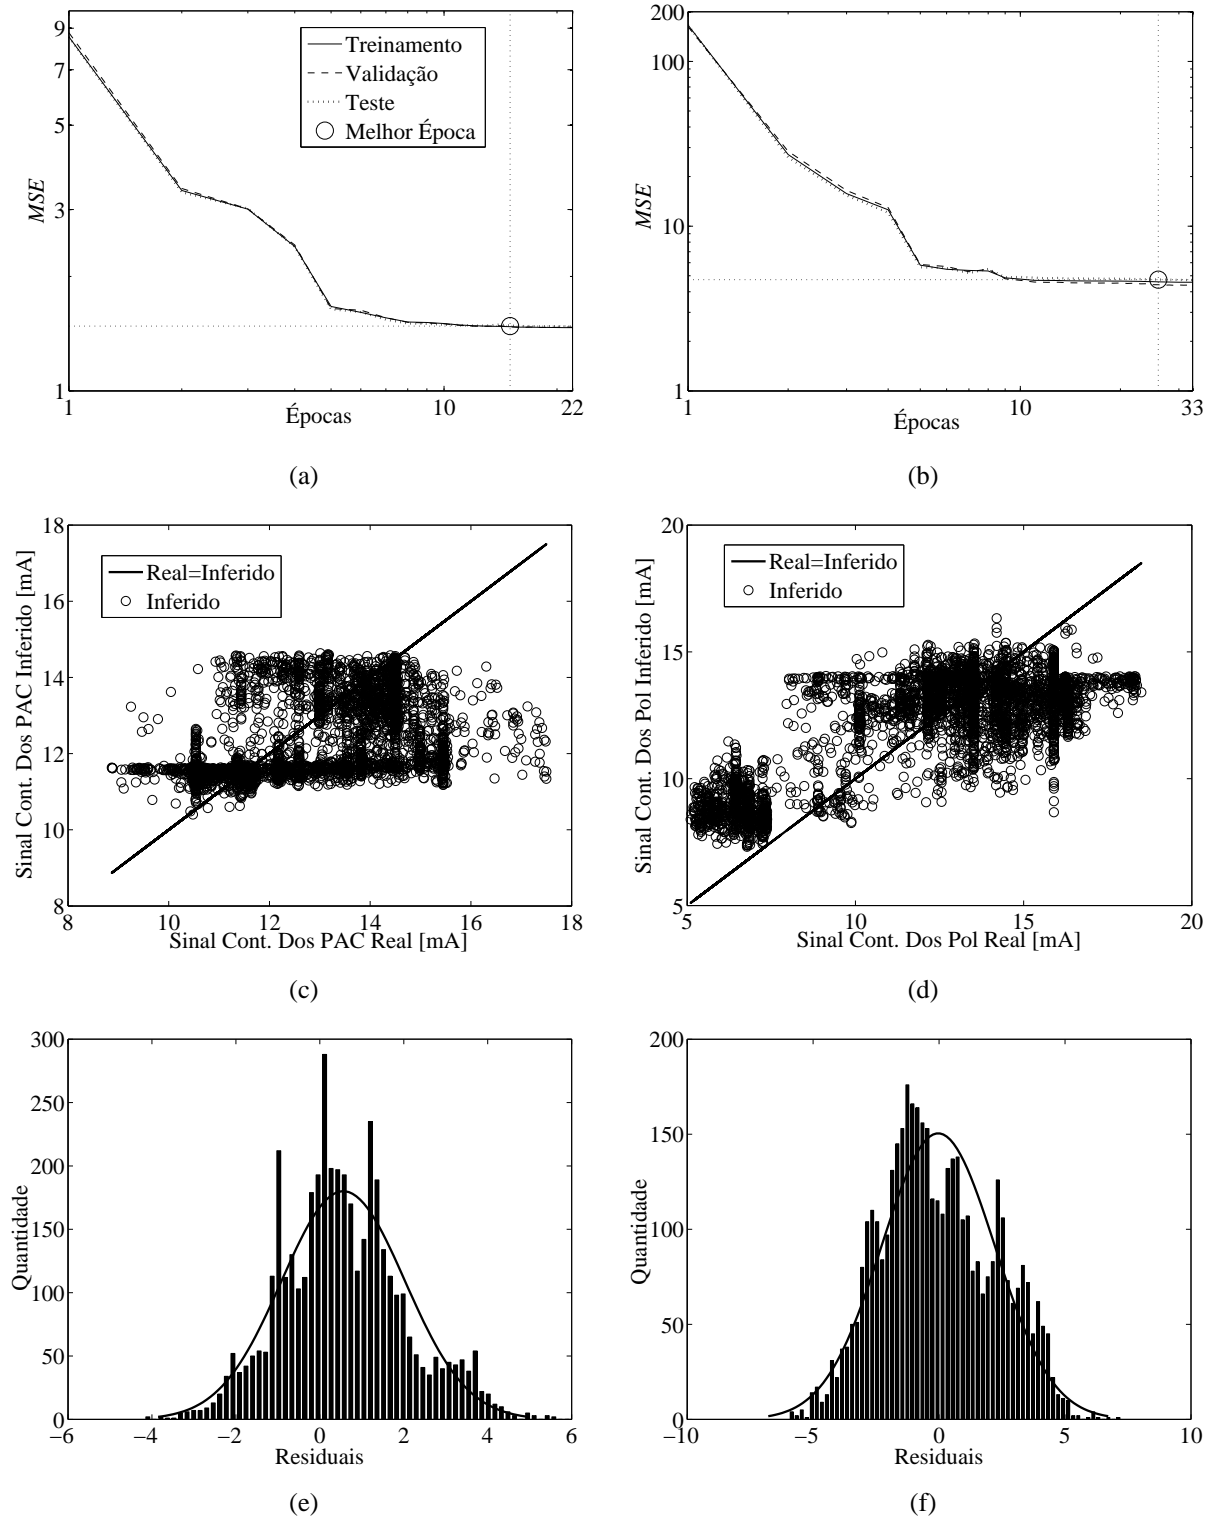 9
7
5
3
1
MSE
Treinamento
Validação
Teste
Melhor Época
1
10
22
Épocas
(a)
200
100
10
1
MSE
1
10
33
Épocas
(b)
18
16
14
12
10
8
Sinal Cont. Dos PAC Inferido [mA]
Real=Inferido
Inferido
8
10
12
14
16
18
Sinal Cont. Dos PAC Real [mA]
(c)
20
15
10
5
Sinal Cont. Dos Pol Inferido [mA]
Real=Inferido
Inferido
5
10
15
20
Sinal Cont. Dos Pol Real [mA]
(d)
300
250
200
150
100
50
0
Quantidade
−6
−4
−2
0
2
4
6
Residuais
(e)
200
150
100
50
0
Quantidade
−10
−5
0
5
10
Residuais
(f)